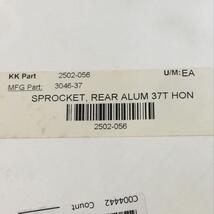 KK Part 2502-056 U/M: EA
MFG Part: 3046-37
SPROCKET, REAR ALUM 37T HON
2502-056
C004442
Count